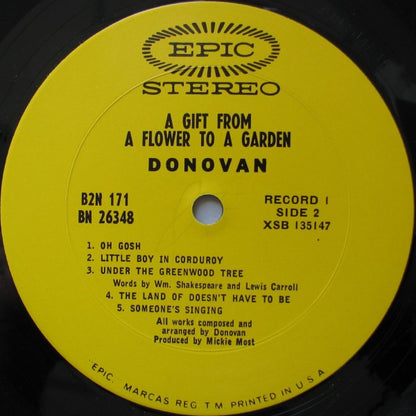 EPIC
STEREO
A GIFT FROM
A FLOWER TO A GARDEN
DONOVAN
B2N 171
BN 26348
RECORD 1
SIDE 2
XSB 135147
1. OH GOSH
2. LITTLE BOY IN CORDUROY
3. UNDER THE GREENWOOD TREE
Words by Wm. Shakespeare and Lewis Carroll
4. THE LAND OF DOESN'T HAVE TO BE
5. SOMEONE'S SINGING
All works composed and
arranged by Donovan
Produced by Mickie Most
"EPIC," MARCAS REG. T.M. PRINTED IN U.S.A.